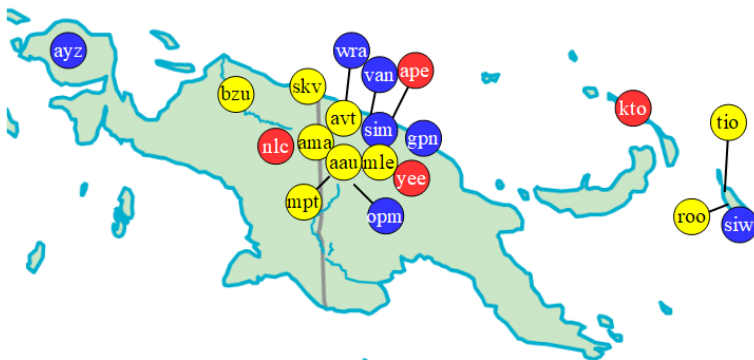 ayz
wra
van
ape
bzu
skv
kto
avt
sim
gpn
tio
nlc
ama
aau
mle
yee
mpt
opm
roo
siw